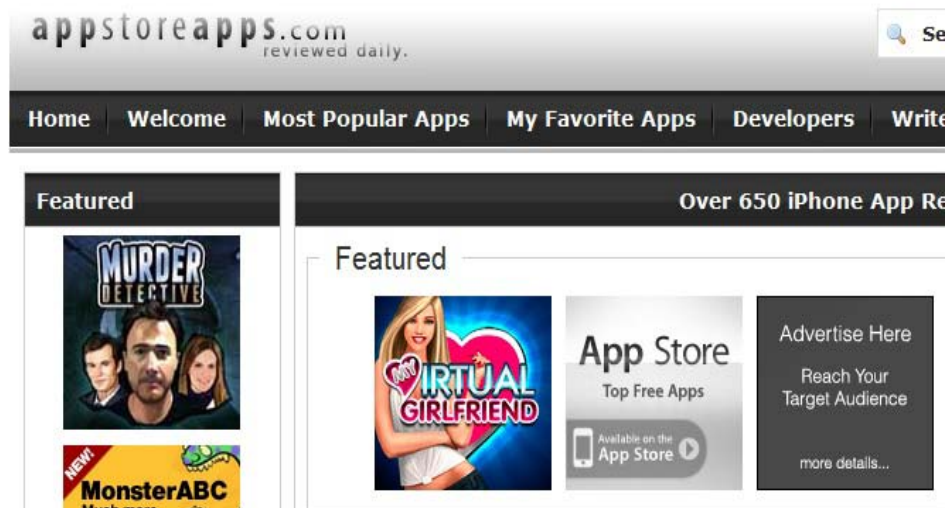 appstoreapps.com
reviewed daily.
Home Welcome Most Popular Apps My Favorite Apps Developers Write
Featured
Over 650 iPhone App Re
MURDER
DETECTIVE
NEW!
MonsterABC
Featured
MY
VIRTUAL
GIRLFRIEND
App Store
Top Free Apps
Available on the
App Store
Advertise Here
Reach Your
Target Audience
more details...